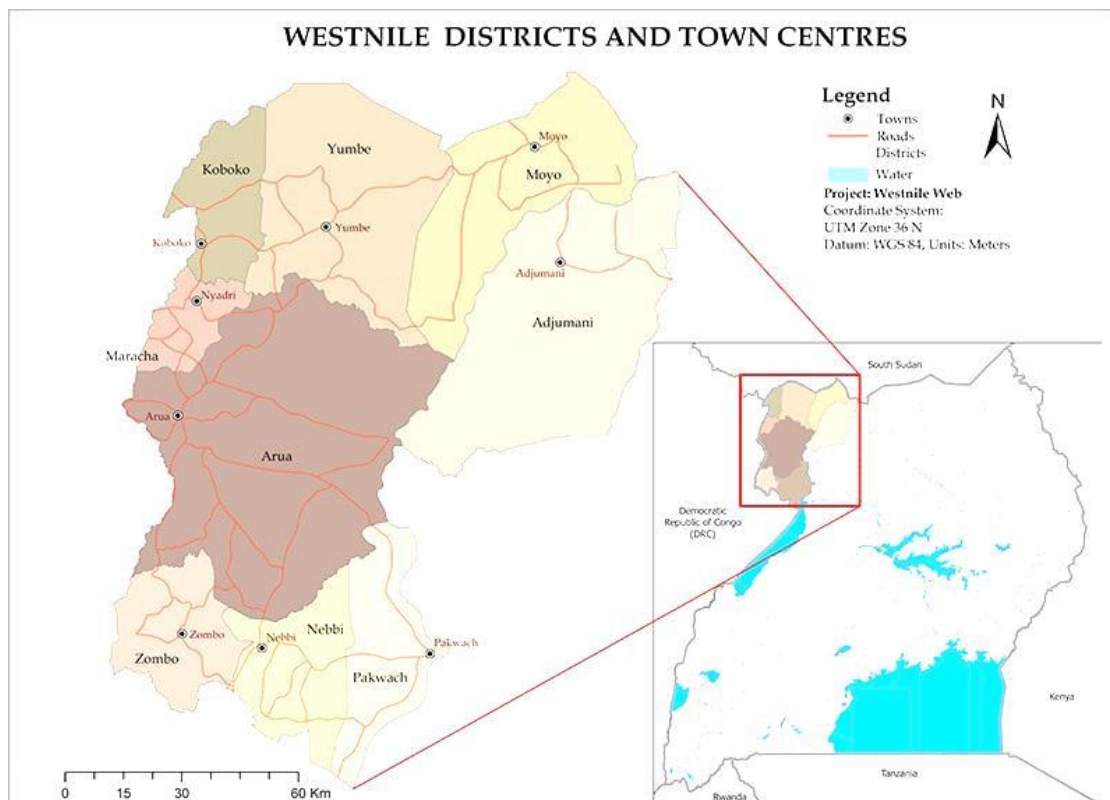 WESTNILE DISTRICTS AND TOWN CENTRES
Legend
Towns
Roads
Districts
Water
Project: Westnile Web
Coordinate System:
UTM Zone 36 N
Datum: WGS 84, Units: Meters
N
Koboko
Yumbe
Moyo
Moyo
Koboko
Yumbe
Adjumani
Adjumani
Nyadri
Maracha
Arua
Arua
Zombo
Zombo
Nebbi
Nebbi
Pakwach
Pakwach
0 15 30 60 Km
South Sudan
Democratic
Republic of Congo
(DRC)
Kenya
Tanzania
Rwanda